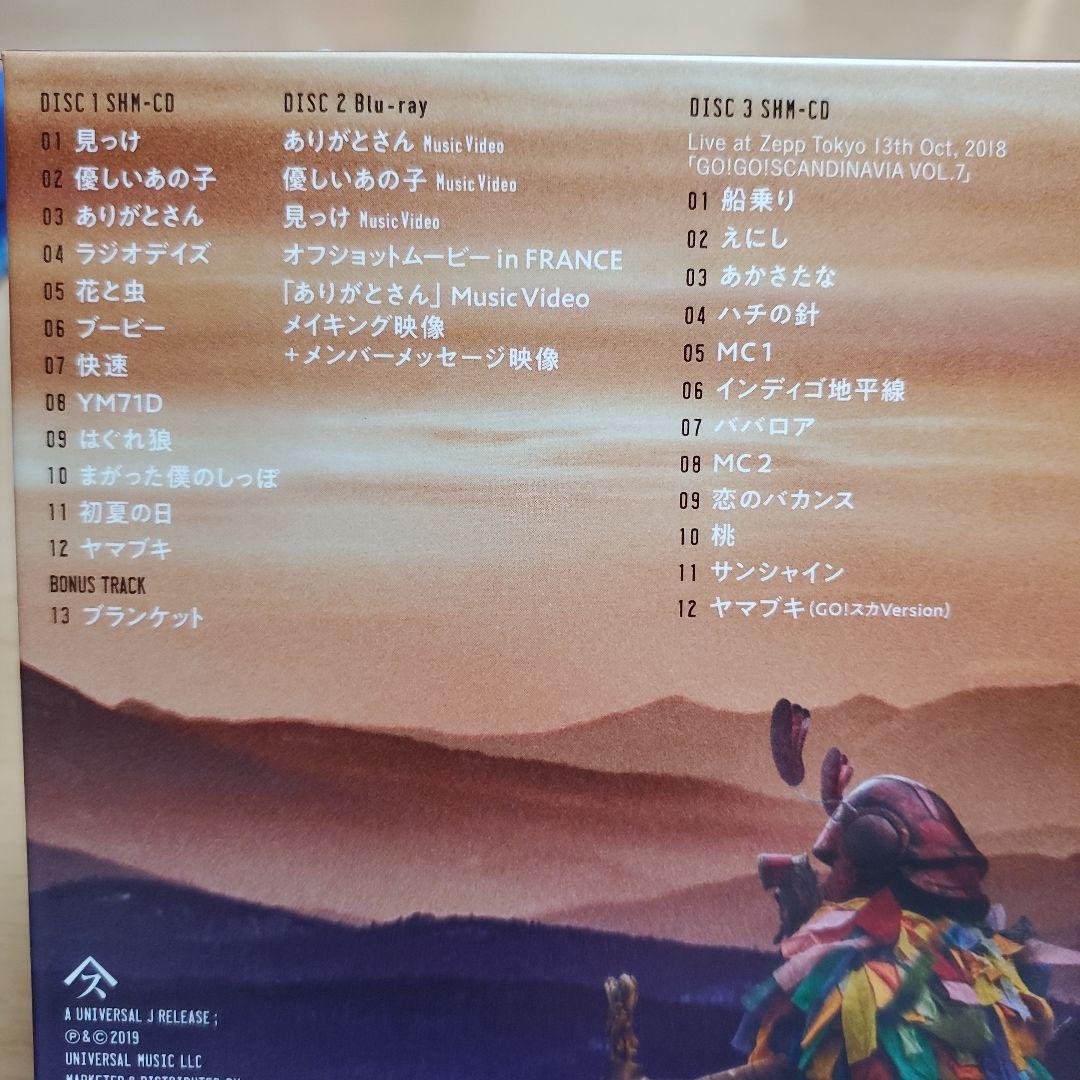 DISC 1 SHM-CD
01 見っけ
02 優しいあの子
03 ありがとさん
04 ラジオデイズ
05 花と虫
06 ブービー
07 快速
08 YM71D
09 はぐれ狼
10 まがった僕のしっぽ
11 初夏の日
12 ヤマブキ
BONUS TRACK
13 ブランケット
DISC 2 Blu-ray
ありがとさん Music Video
優しいあの子 Music Video
見っけ Music Video
オフショットムービー in FRANCE
「ありがとさん」 Music Video
メイキング映像
+メンバーメッセージ映像
DISC 3 SHM-CD
Live at Zepp Tokyo 13th Oct, 2018
「GO!GO!SCANDINAVIA VOL.7」
01 船乗り
02 えにし
03 あかさたな
04 ハチの針
05 MC 1
06 インディゴ地平線
07 ババロア
08 MC 2
09 恋のバカンス
10 桃
11 サンシャイン
12 ヤマブキ (GO!スカVersion)
ス
A UNIVERSAL J RELEASE ;
℗&© 2019
UNIVERSAL MUSIC LLC
MARKETED & DISTRIBUTED BY